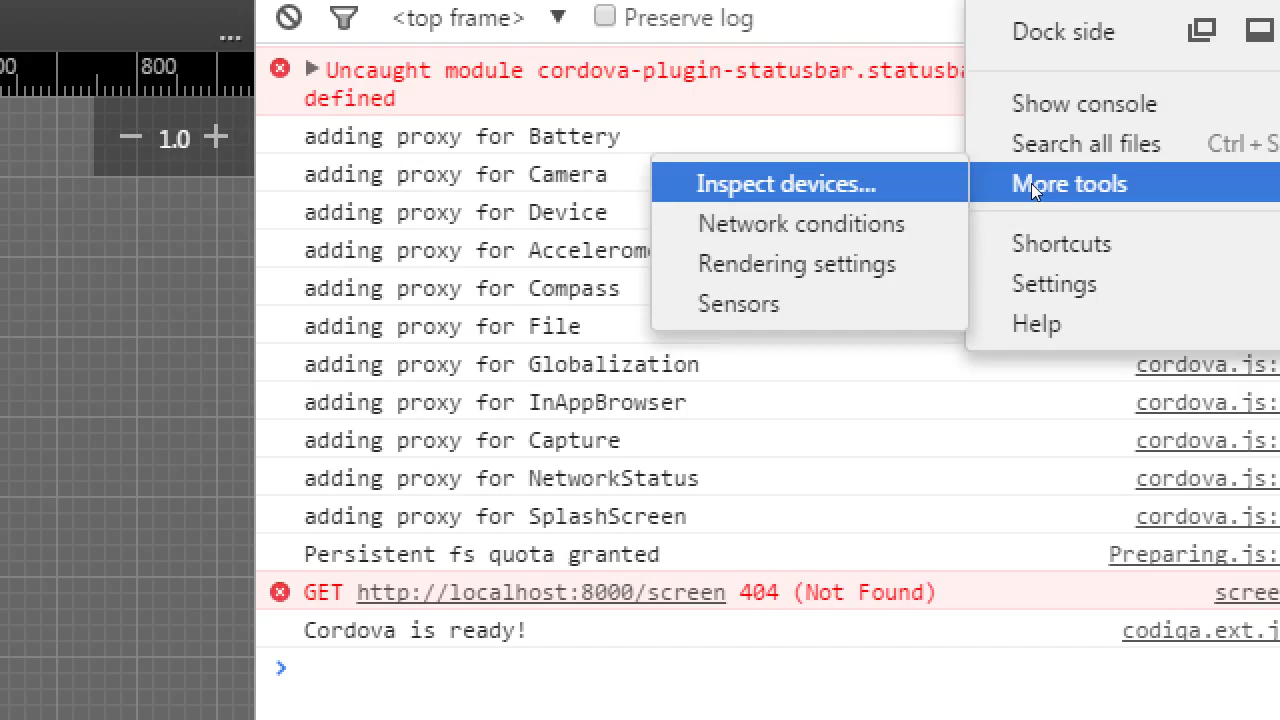 ...
00 800
− 1.0 +
<top frame> ▼ Preserve log
Uncaught module cordova-plugin-statusbar.statusba
defined
adding proxy for Battery
adding proxy for Camera
adding proxy for Device
adding proxy for Accelerom
adding proxy for Compass
adding proxy for File
adding proxy for Globalization cordova.js:
adding proxy for InAppBrowser cordova.js:
adding proxy for Capture cordova.js:
adding proxy for NetworkStatus cordova.js:
adding proxy for SplashScreen cordova.js:
Persistent fs quota granted Preparing.js:
GET http://localhost:8000/screen 404 (Not Found) scree
Cordova is ready! codiqa.ext.j
>
Inspect devices...
Network conditions
Rendering settings
Sensors
Dock side
Show console
Search all files Ctrl + S
More tools
Shortcuts
Settings
Help